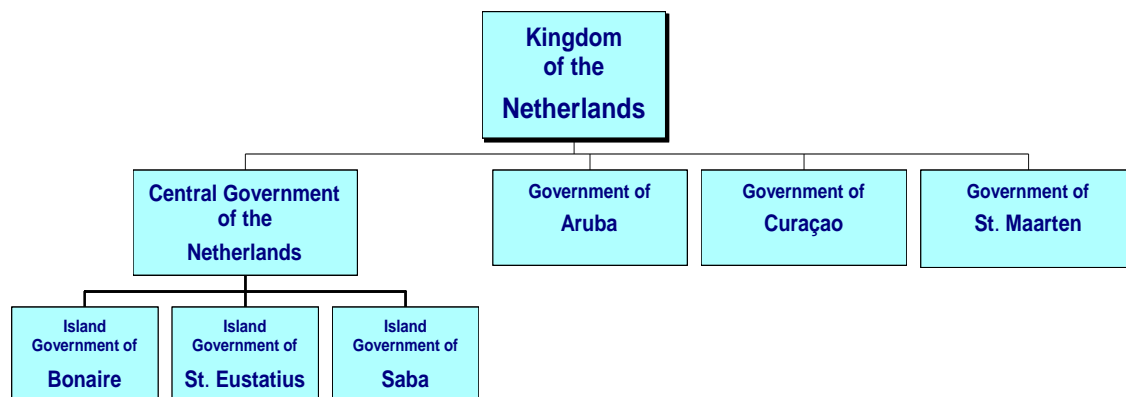 Kingdom
of the
Netherlands
Central Government
of the
Netherlands
Government of
Aruba
Government of
Curaçao
Government of
St. Maarten
Island
Government of
Bonaire
Island
Government of
St. Eustatius
Island
Government of
Saba